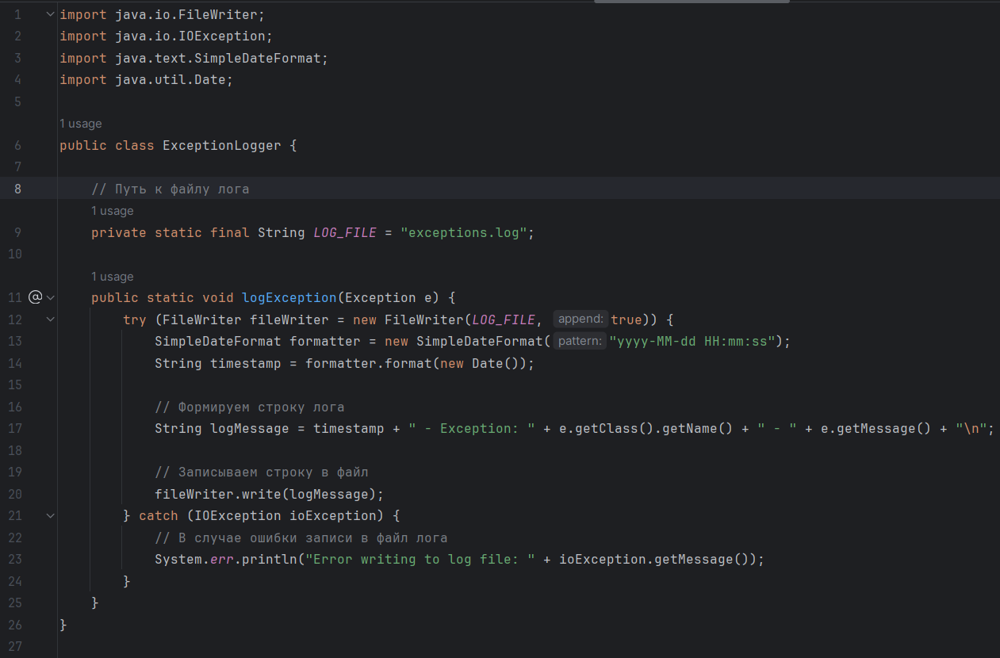 1 import java.io.FileWriter;
2 import java.io.IOException;
3 import java.text.SimpleDateFormat;
4 import java.util.Date;
5
1 usage
6 public class ExceptionLogger {
7
8 // Путь к файлу лога
1 usage
9 private static final String LOG_FILE = "exceptions.log";
10
1 usage
11 @ public static void logException(Exception e) {
12 try (FileWriter fileWriter = new FileWriter(LOG_FILE, append: true)) {
13 SimpleDateFormat formatter = new SimpleDateFormat( pattern: "yyyy-MM-dd HH:mm:ss");
14 String timestamp = formatter.format(new Date());
15
16 // Формируем строку лога
17 String logMessage = timestamp + " - Exception: " + e.getClass().getName() + " - " + e.getMessage() + "\n";
18
19 // Записываем строку в файл
20 fileWriter.write(logMessage);
21 } catch (IOException ioException) {
22 // В случае ошибки записи в файл лога
23 System.err.println("Error writing to log file: " + ioException.getMessage());
24 }
25 }
26 }
27